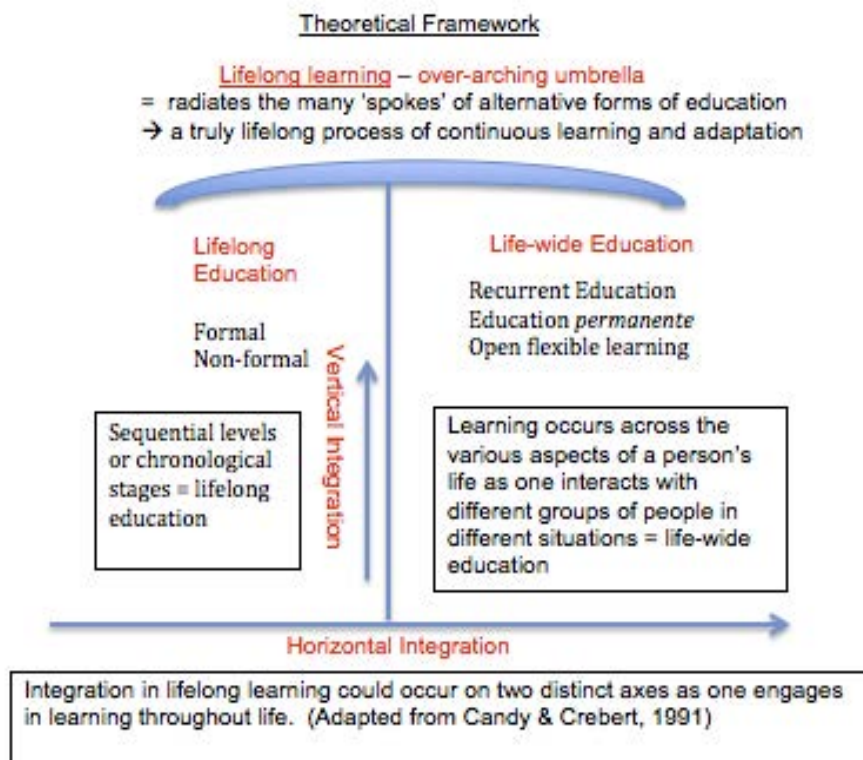 Theoretical Framework
Lifelong learning – over-arching umbrella
= radiates the many 'spokes' of alternative forms of education
→ a truly lifelong process of continuous learning and adaptation
Lifelong
Education
Formal
Non-formal
Sequential levels
or chronological
stages = lifelong
education
Vertical Integration
Life-wide Education
Recurrent Education
Education permanente
Open flexible learning
Learning occurs across the
various aspects of a person's
life as one interacts with
different groups of people in
different situations = life-wide
education
Horizontal Integration
Integration in lifelong learning could occur on two distinct axes as one engages
in learning throughout life. (Adapted from Candy & Crebert, 1991)